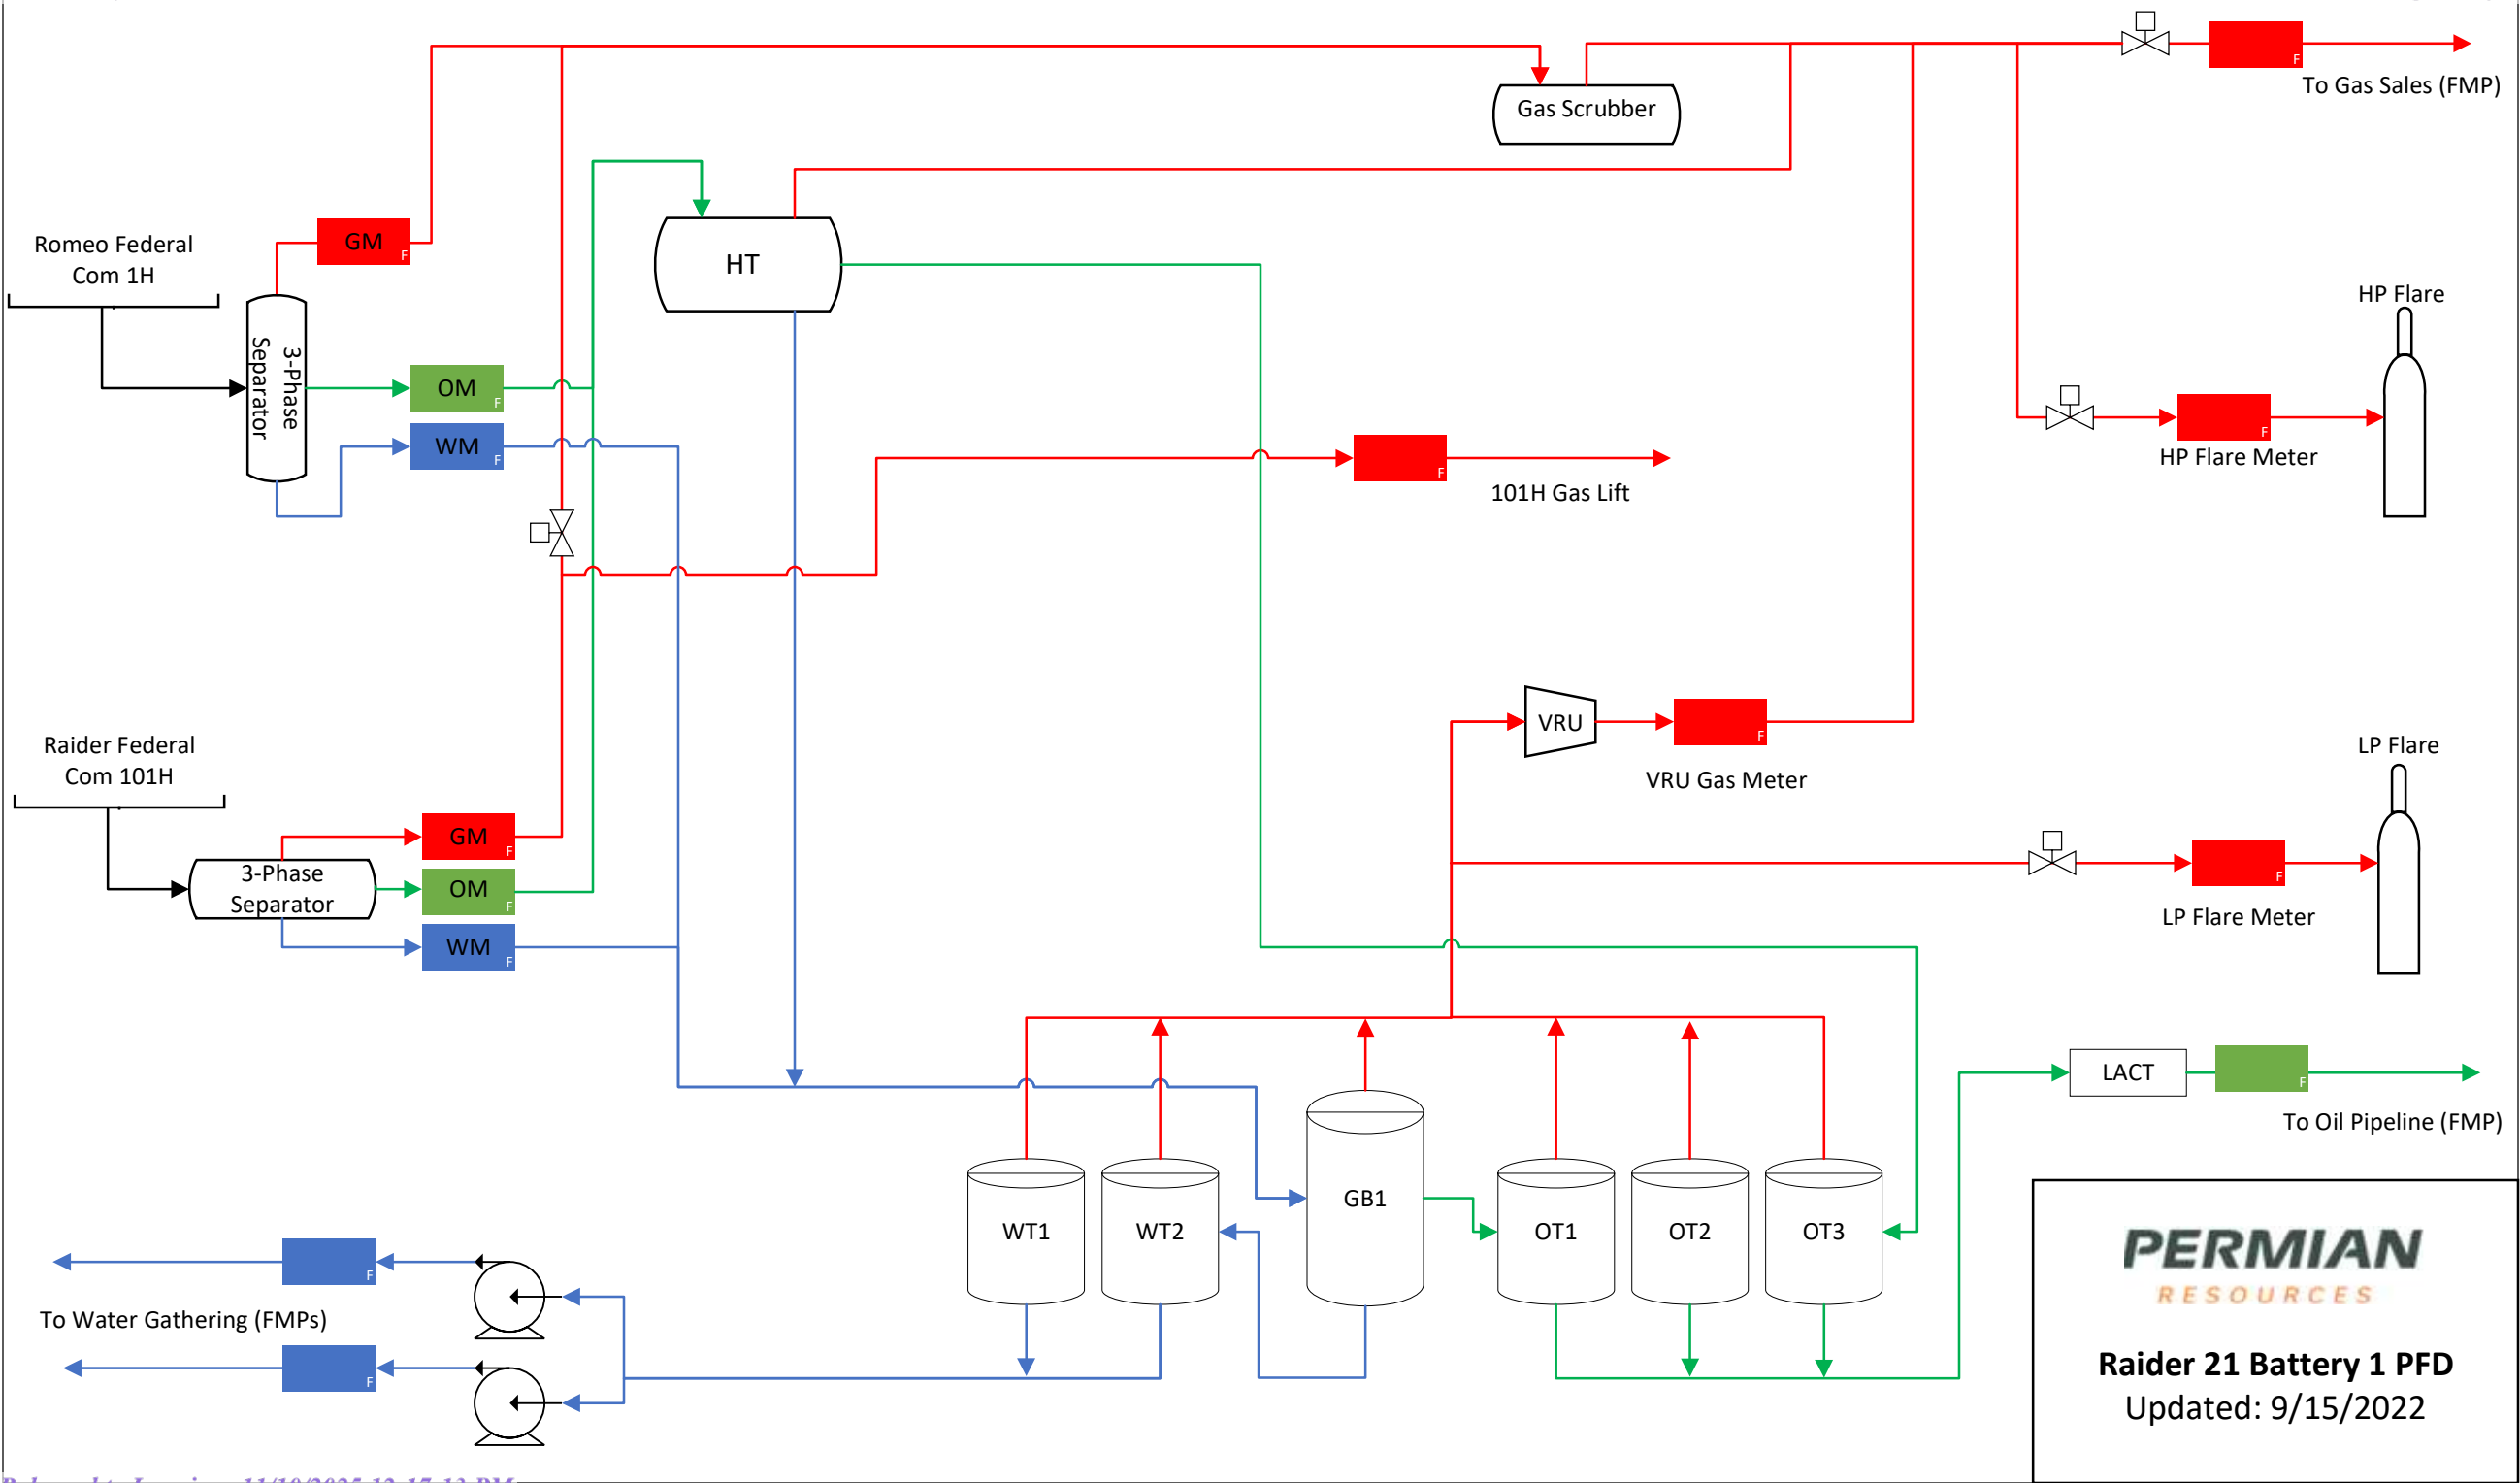 To Gas Sales (FMP)
Gas Scrubber
Romeo Federal
Com 1H
GM
F
HT
3-Phase
Separator
OM
F
WM
F
HP Flare
F
HP Flare Meter
F
101H Gas Lift
F
Raider Federal
Com 101H
VRU
F
VRU Gas Meter
LP Flare
GM
F
3-Phase
Separator
OM
F
WM
F
F
LP Flare Meter
LACT
F
To Oil Pipeline (FMP)
WT1
WT2
GB1
OT1
OT2
OT3
F
To Water Gathering (FMPs)
F
PERMIAN
RESOURCES
Raider 21 Battery 1 PFD
Updated: 9/15/2022